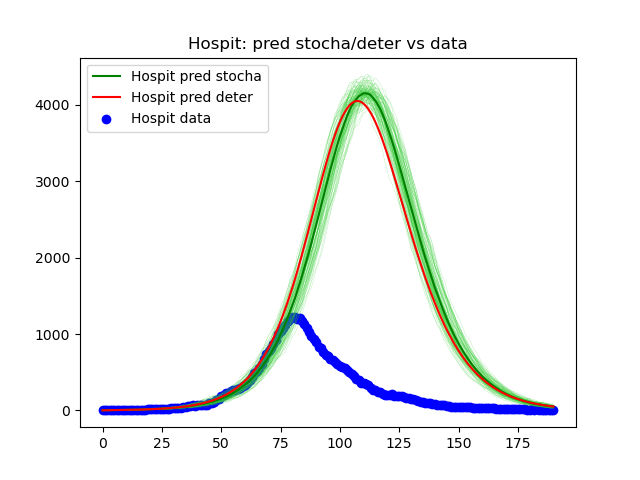 Hospit: pred stocha/deter vs data
Hospit pred stocha
Hospit pred deter
Hospit data
4000
3000
2000
1000
0
0 25 50 75 100 125 150 175